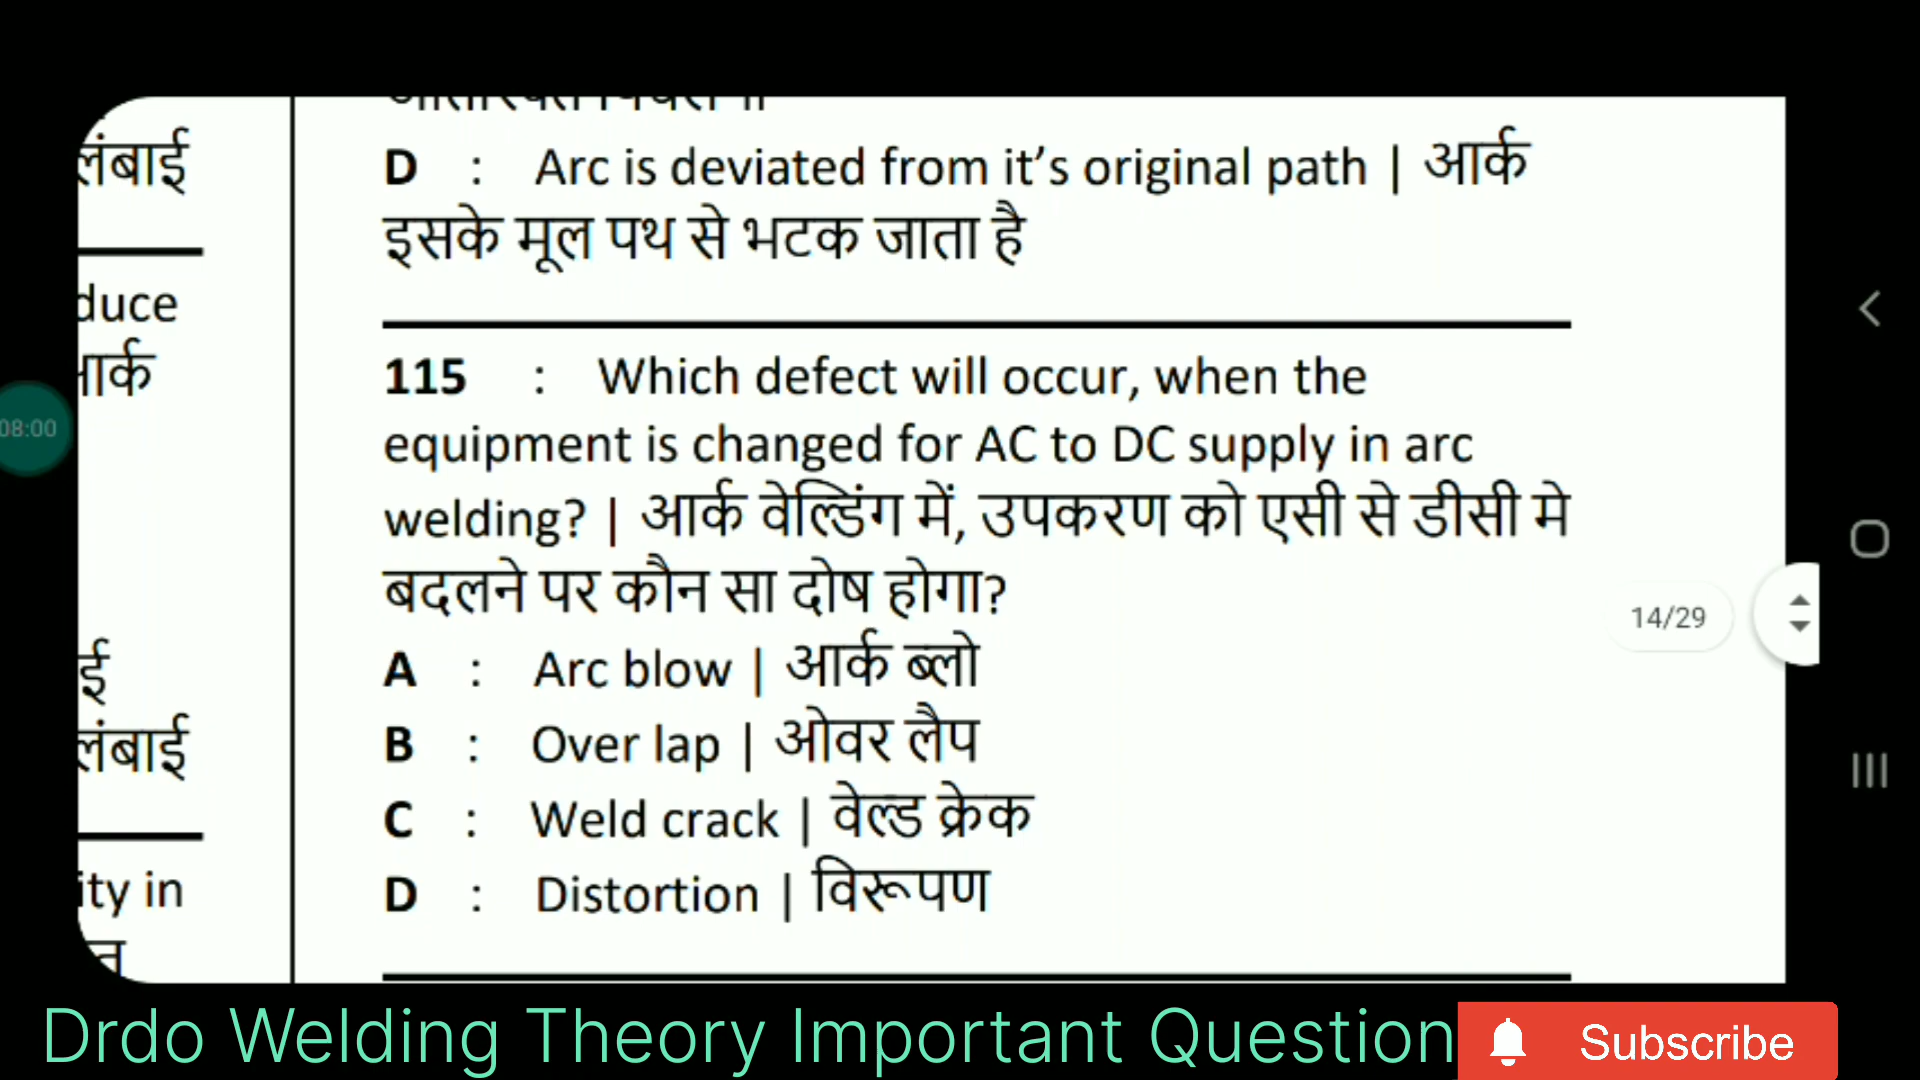 लंबाई
duce
आर्क
08:00
ई
लंबाई
ity in
D : Arc is deviated from it’s original path | आर्क
इसके मूल पथ से भटक जाता है
115 : Which defect will occur, when the
equipment is changed for AC to DC supply in arc
welding? | आर्क वेल्डिंग में, उपकरण को एसी से डीसी मे
बदलने पर कौन सा दोष होगा?
A : Arc blow | आर्क ब्लो
B : Over lap | ओवर लैप
C : Weld crack | वेल्ड क्रेक
D : Distortion | विरूपण
14/29
Drdo Welding Theory Important Question
Subscribe